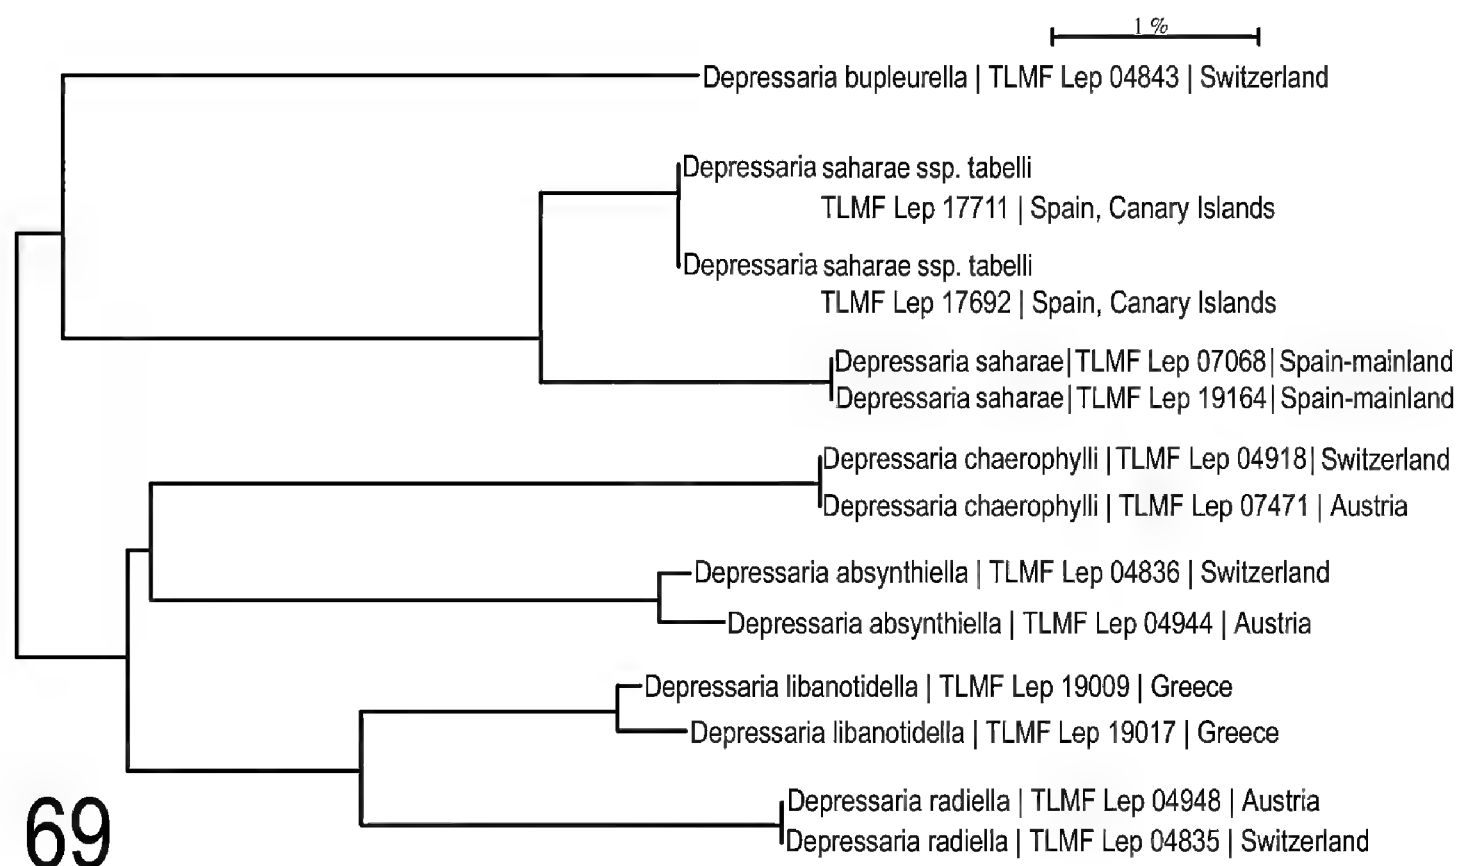 1 %
Depressaria bupleurella | TLMF Lep 04843 | Switzerland
Depressaria saharae ssp. tabelli
TLMF Lep 17711 | Spain, Canary Islands
Depressaria saharae ssp. tabelli
TLMF Lep 17692 | Spain, Canary Islands
Depressaria saharae|TLMF Lep 07068|Spain-mainland
Depressaria saharae|TLMF Lep 19164|Spain-mainland
Depressaria chaerophylli |TLMF Lep 04918| Switzerland
Depressaria chaerophylli | TLMF Lep 07471 | Austria
Depressaria absynthiella | TLMF Lep 04836 | Switzerland
Depressaria absynthiella | TLMF Lep 04944 | Austria
Depressaria libanotidella | TLMF Lep 19009 | Greece
Depressaria libanotidella | TLMF Lep 19017 | Greece
Depressaria radiella | TLMF Lep 04948 | Austria
Depressaria radiella | TLMF Lep 04835 | Switzerland
69